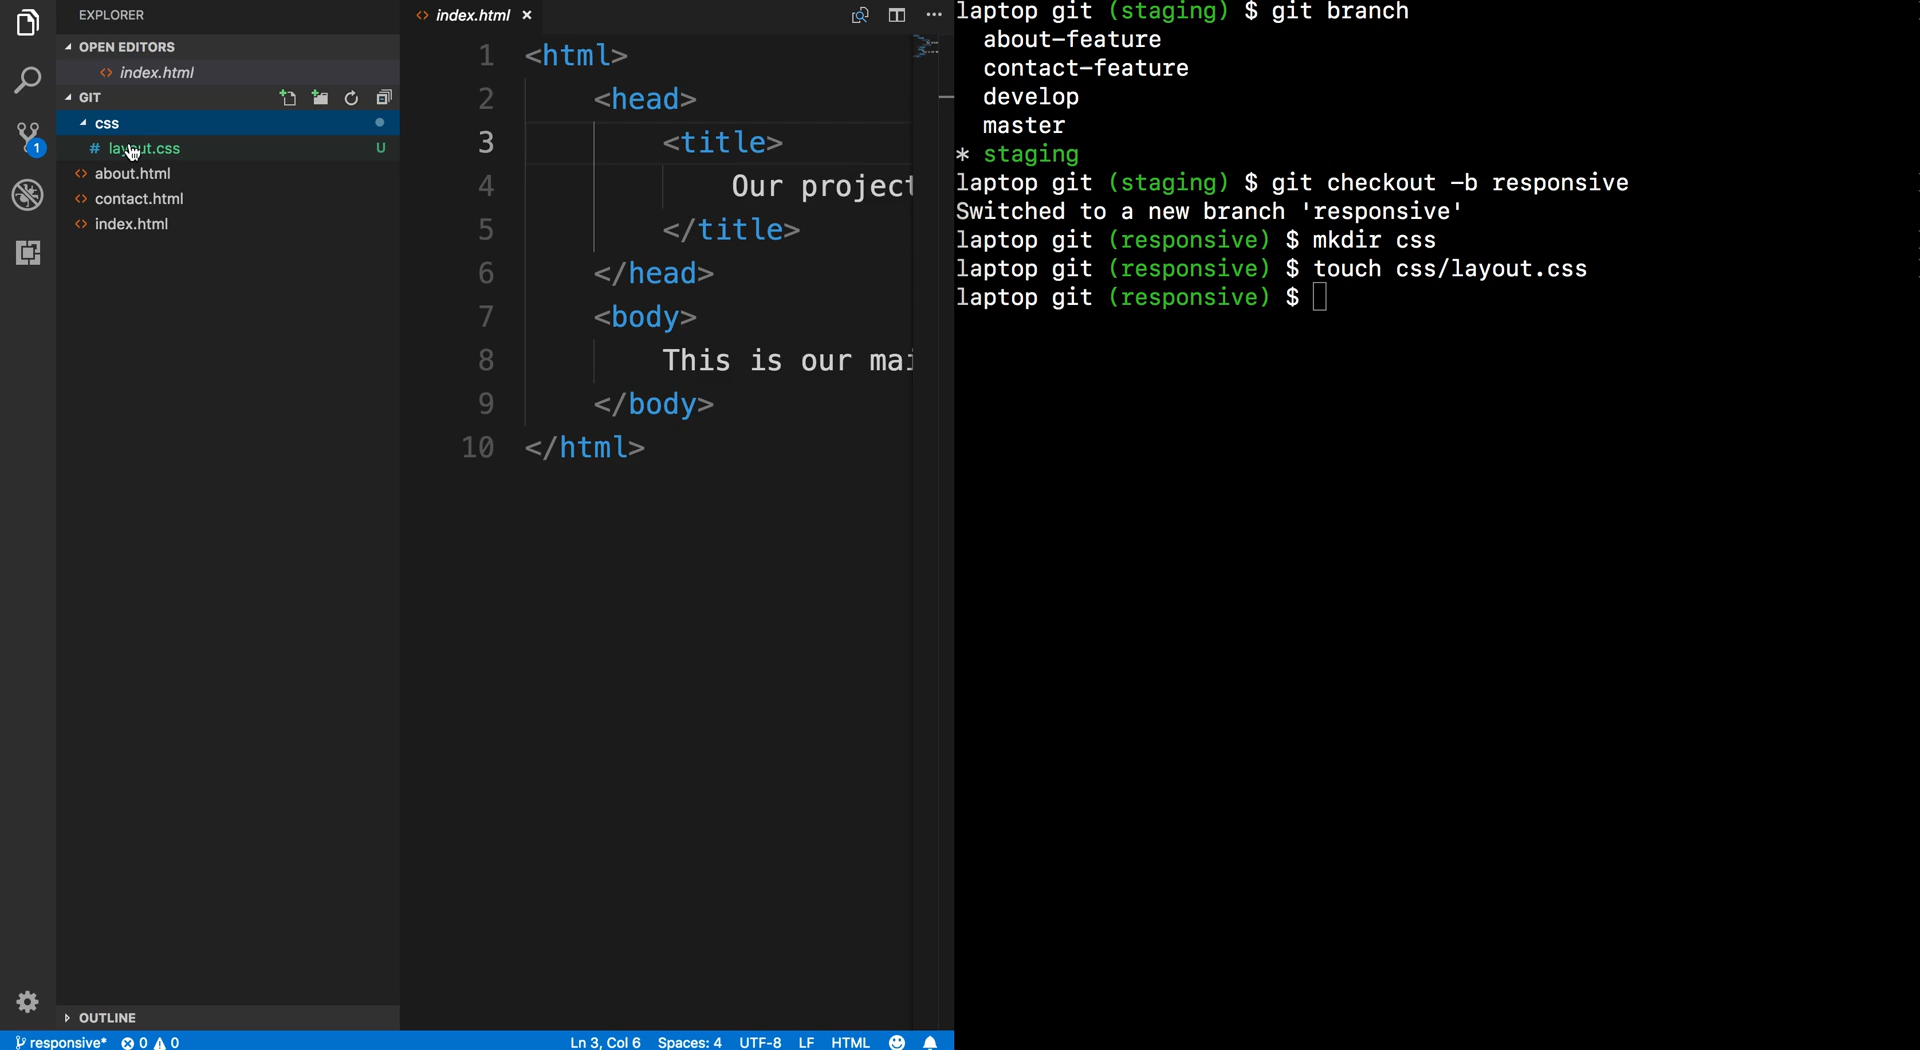 EXPLORER
OPEN EDITORS
index.html
GIT
css
# layout.css U
about.html
contact.html
index.html
OUTLINE
1
responsive* 0 0
index.html
1 <html>
2 <head>
3 <title>
4 Our project
5 </title>
6 </head>
7 <body>
8 This is our mai
9 </body>
10 </html>
Ln 3, Col 6 Spaces: 4 UTF-8 LF HTML
laptop git (staging) $ git branch
about-feature
contact-feature
develop
master
* staging
laptop git (staging) $ git checkout -b responsive
Switched to a new branch 'responsive'
laptop git (responsive) $ mkdir css
laptop git (responsive) $ touch css/layout.css
laptop git (responsive) $